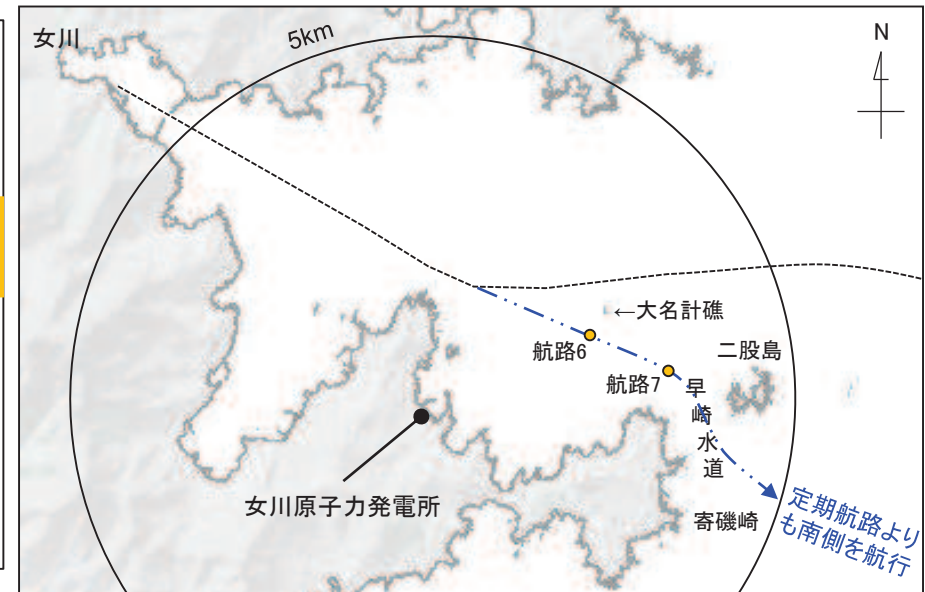 女川
5km
N
←大名計礁
航路6
二股島
航路7
早崎水道
女川原子力発電所
寄磯崎
定期航路より
も南側を航行